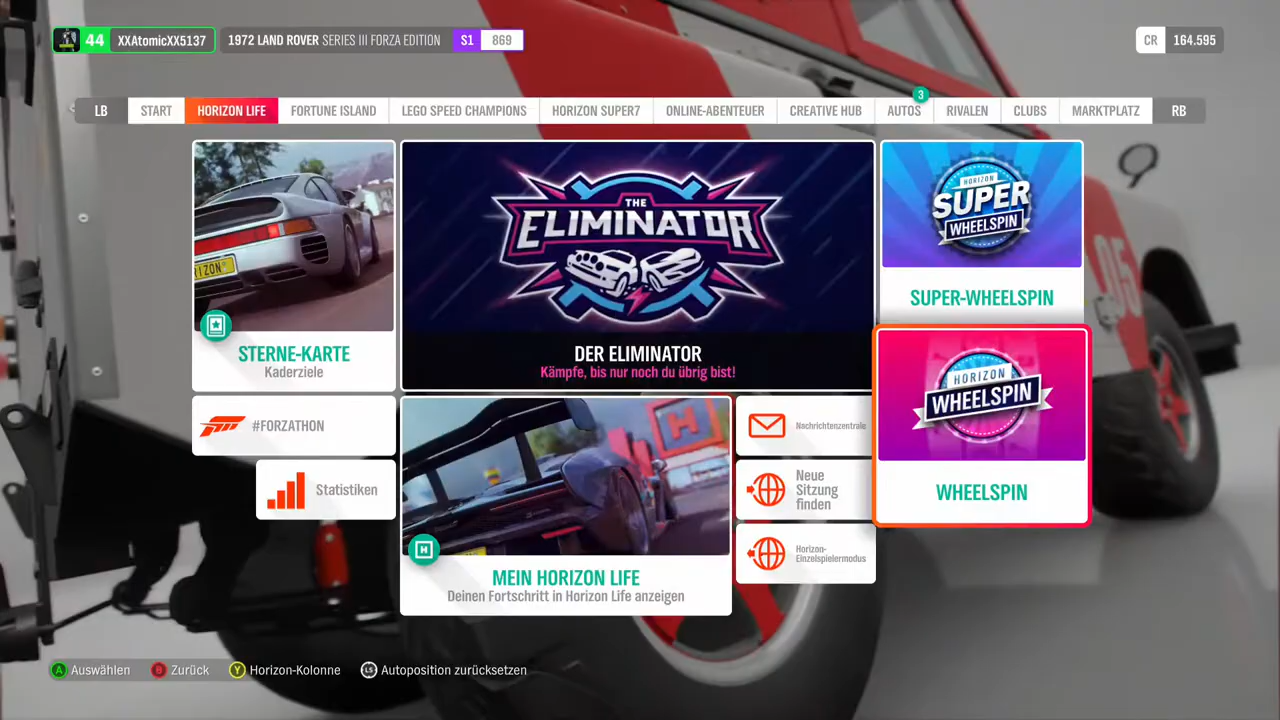 44 XXAtomicXX5137 1972 LAND ROVER SERIES III FORZA EDITION S1 869 CR 164.595
LB START HORIZON LIFE FORTUNE ISLAND LEGO SPEED CHAMPIONS HORIZON SUPER7 ONLINE-ABENTEUER CREATIVE HUB AUTOS 3 RIVALEN CLUBS MARKTPLATZ RB
STERNE-KARTE
Kaderziele
THE
ELIMINATOR
DER ELIMINATOR
Kämpfe, bis nur noch du übrig bist!
HORIZON
SUPER
WHEELSPIN
SUPER-WHEELSPIN
HORIZON
WHEELSPIN
WHEELSPIN
#FORZATHON
Statistiken
H
MEIN HORIZON LIFE
Deinen Fortschritt in Horizon Life anzeigen
Nachrichtenzentrale
Neue
Sitzung
finden
Horizon-
Einzelspielermodus
05
A Auswählen B Zurück Y Horizon-Kolonne LS Autoposition zurücksetzen